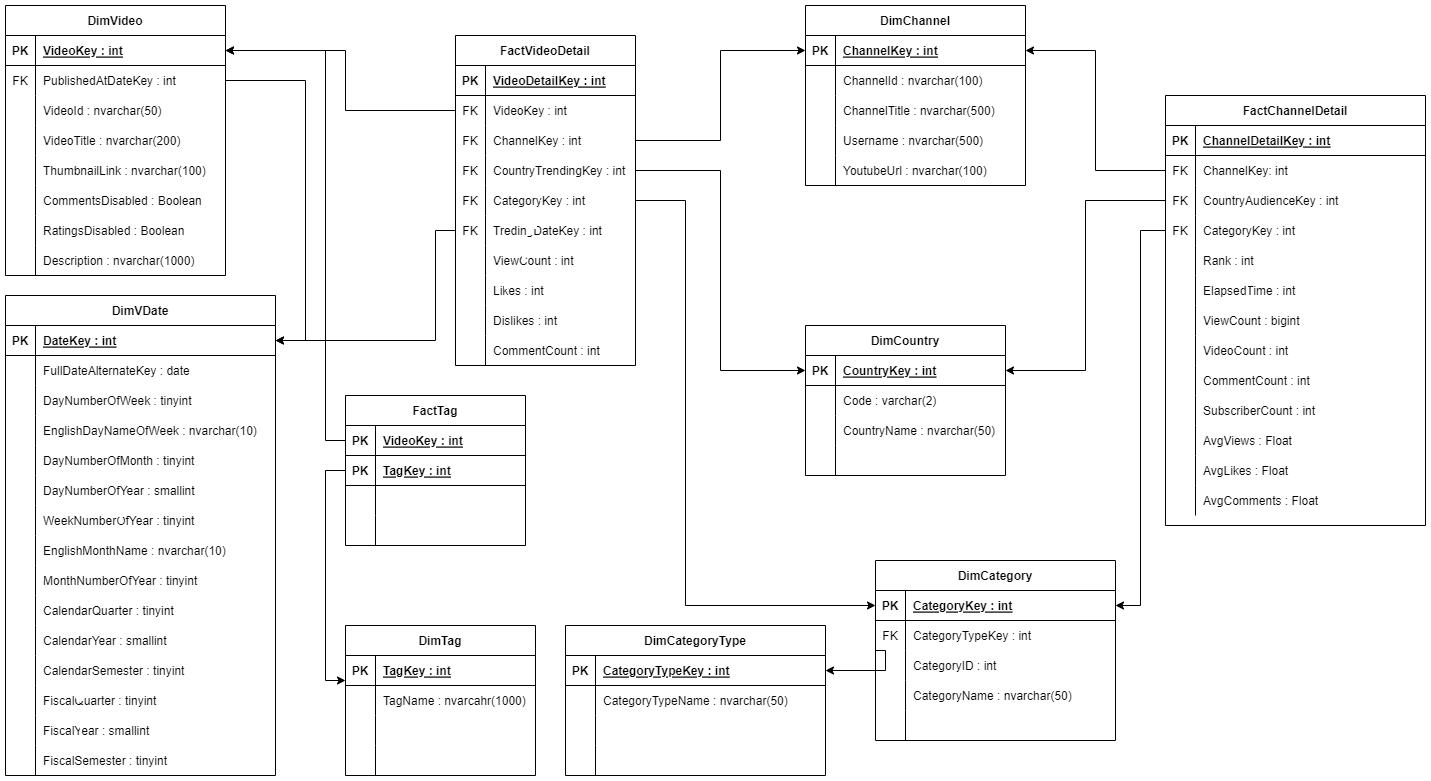 DimVideo
PK VideoKey : int
FK PublishedAtDateKey : int
VideoId : nvarchar(50)
VideoTitle : nvarchar(200)
ThumbnailLink : nvarchar(100)
CommentsDisabled : Boolean
RatingsDisabled : Boolean
Description : nvarchar(1000)
DimVDate
PK DateKey : int
FullDateAlternateKey : date
DayNumberOfWeek : tinyint
EnglishDayNameOfWeek : nvarchar(10)
DayNumberOfMonth : tinyint
DayNumberOfYear : smallint
WeekNumberOfYear : tinyint
EnglishMonthName : nvarchar(10)
MonthNumberOfYear : tinyint
CalendarQuarter : tinyint
CalendarYear : smallint
CalendarSemester : tinyint
FiscalQuarter : tinyint
FiscalYear : smallint
FiscalSemester : tinyint
FactVideoDetail
PK VideoDetailKey : int
FK VideoKey : int
FK ChannelKey : int
FK CountryTrendingKey : int
FK CategoryKey : int
FK : int
ViewCount : int
Likes : int
Dislikes : int
CommentCount : int
FactTag
PK VideoKey : int
PK TagKey : int
DimTag
PK TagKey : int
TagName : nvarcahr(1000)
DimCategoryType
PK CategoryTypeKey : int
CategoryTypeName : nvarchar(50)
DimChannel
PK ChannelKey : int
ChannelId : nvarchar(100)
ChannelTitle : nvarchar(500)
Username : nvarchar(500)
YoutubeUrl : nvarchar(100)
DimCountry
PK CountryKey : int
Code : varchar(2)
CountryName : nvarchar(50)
DimCategory
PK CategoryKey : int
FK CategoryTypeKey : int
CategoryID : int
CategoryName : nvarchar(50)
FactChannelDetail
PK ChannelDetailKey : int
FK ChannelKey: int
FK CountryAudienceKey : int
FK CategoryKey : int
Rank : int
ElapsedTime : int
ViewCount : bigint
VideoCount : int
CommentCount : int
SubscriberCount : int
AvgViews : Float
AvgLikes : Float
AvgComments : Float